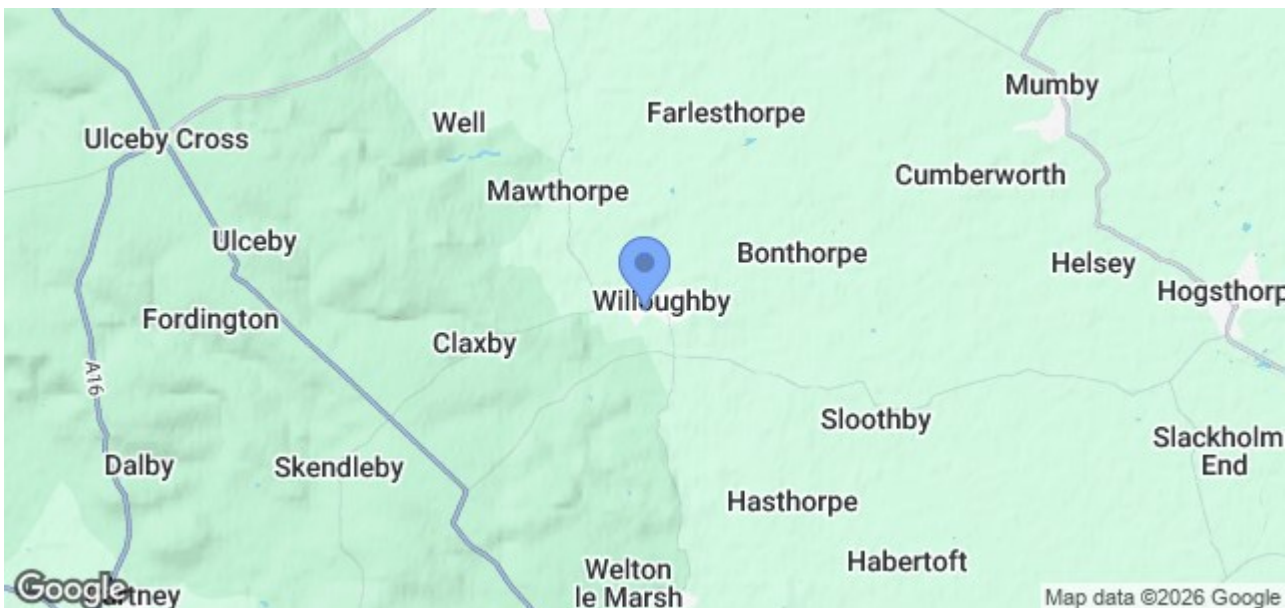 Mumby
Farlesthorpe
Well
Ulceby Cross
Cumberworth
Mawthorpe
Ulceby
Bonthorpe
Helsey
Hogsthorp
Willoughby
Fordington
Claxby
A16
Sloothby
Slackholm
End
Dalby
Skendleby
Hasthorpe
Habertoft
Welton
le Marsh
Google
artney
Map data ©2026 Google